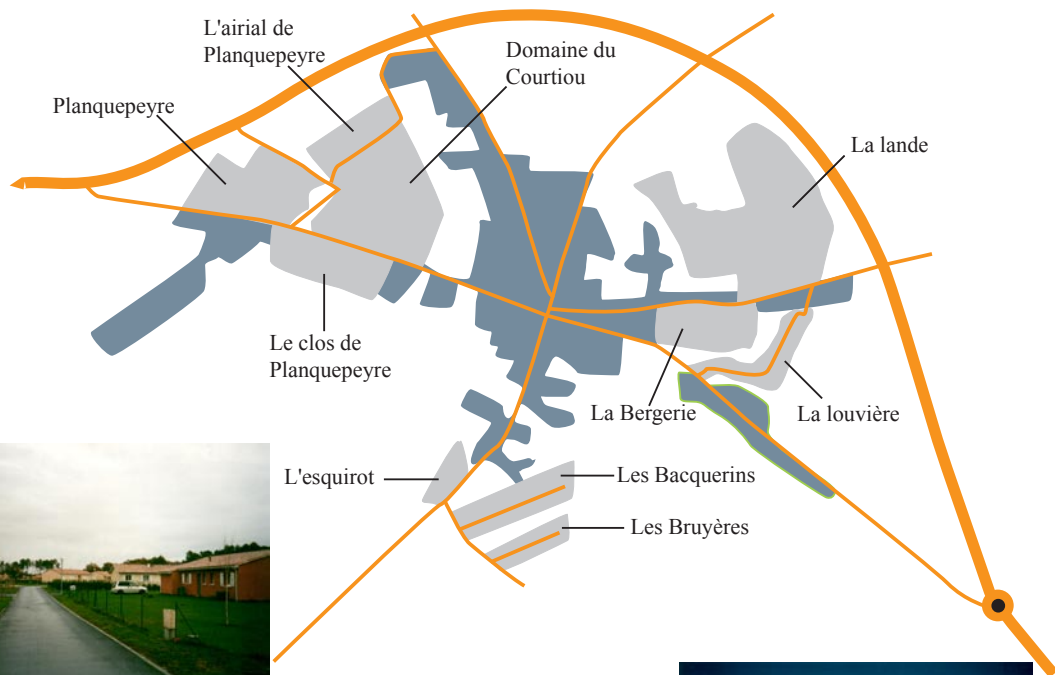 L'airial de
Planquepeyre
Domaine du
Courtiou
Planquepeyre
La lande
Le clos de
Planquepeyre
La Bergerie
La louvière
L'esquirot
Les Bacquerins
Les Bruyères